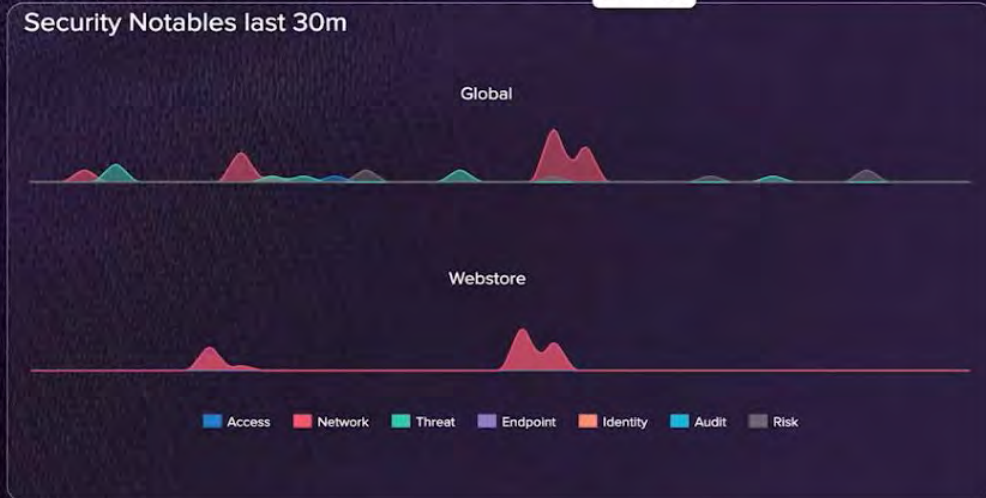 Security Notables last 30m
Global
Webstore
Access Network Threat Endpoint Identity Audit Risk